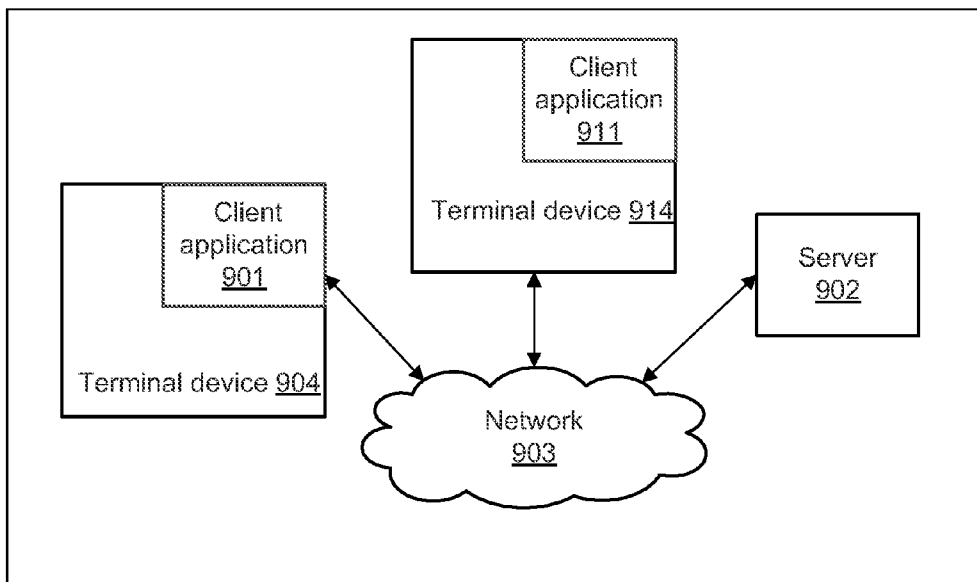 Client
application
911
Terminal device 914
Client
application
901
Terminal device 904
Server
902
Network
903